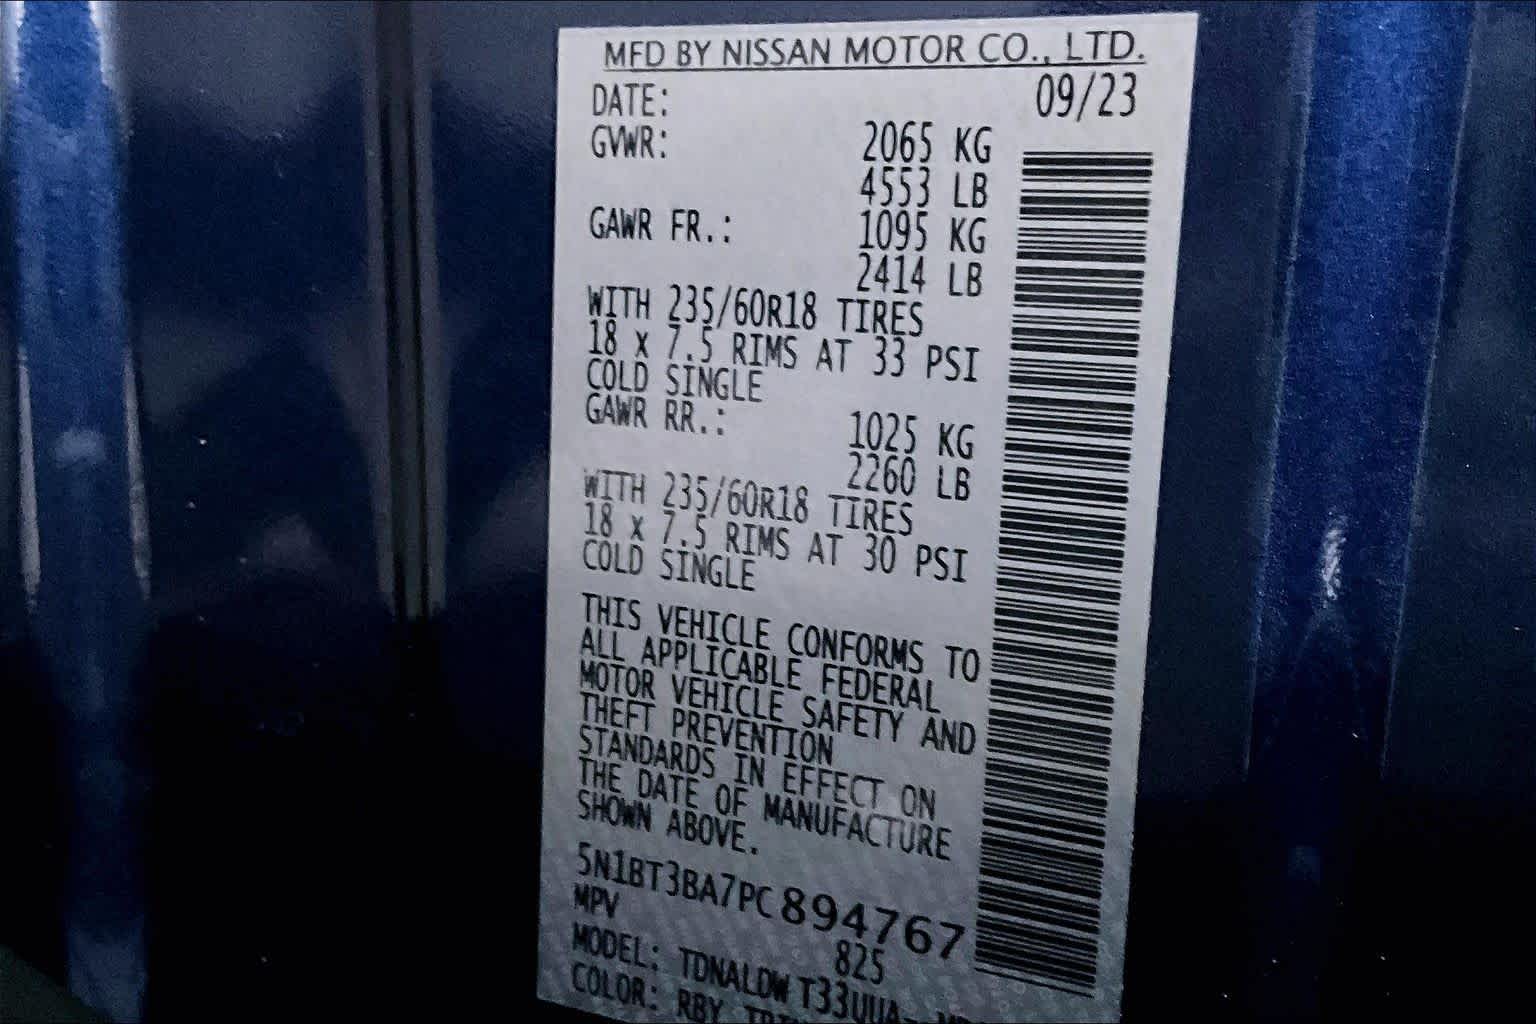 MFD BY NISSAN MOTOR CO., LTD.
DATE: 09/23
GVWR: 2065 KG
4553 LB
GAWR FR.: 1095 KG
2414 LB
WITH 235/60R18 TIRES
18 x 7.5 RIMS AT 33 PSI
COLD SINGLE
GAWR RR.: 1025 KG
2260 LB
WITH 235/60R18 TIRES
18 x 7.5 RIMS AT 30 PSI
COLD SINGLE
THIS VEHICLE CONFORMS TO
ALL APPLICABLE FEDERAL
MOTOR VEHICLE SAFETY AND
THEFT PREVENTION
STANDARDS IN EFFECT ON
THE DATE OF MANUFACTURE
SHOWN ABOVE.
5N1BT3BA7PC894767
MPV 825
MODEL: TDNALDW T33UUA--
COLOR: RBY